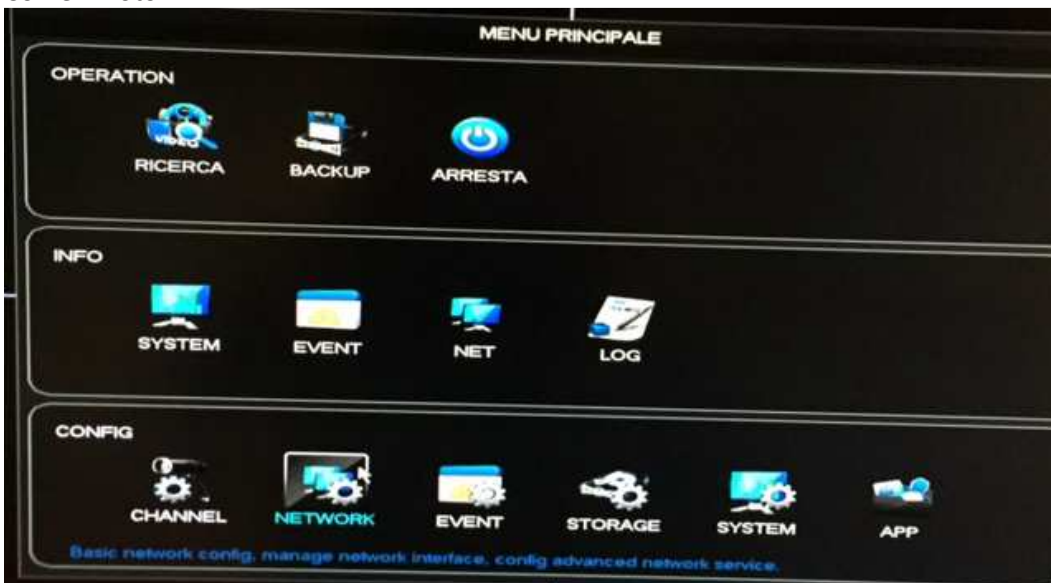 MENU PRINCIPALE
OPERATION
VIDEO
RICERCA BACKUP ARRESTA
INFO
SYSTEM EVENT NET LOG
CONFIG
CHANNEL NETWORK EVENT STORAGE SYSTEM APP
Basic network config, manage network interface, config advanced network service.